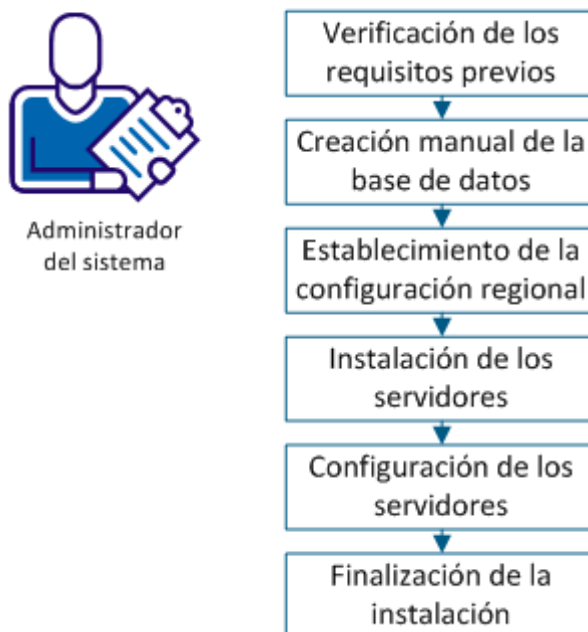 Administrador
del sistema
Verificación de los
requisitos previos
Creación manual de la
base de datos
Establecimiento de la
configuración regional
Instalación de los
servidores
Configuración de los
servidores
Finalización de la
instalación